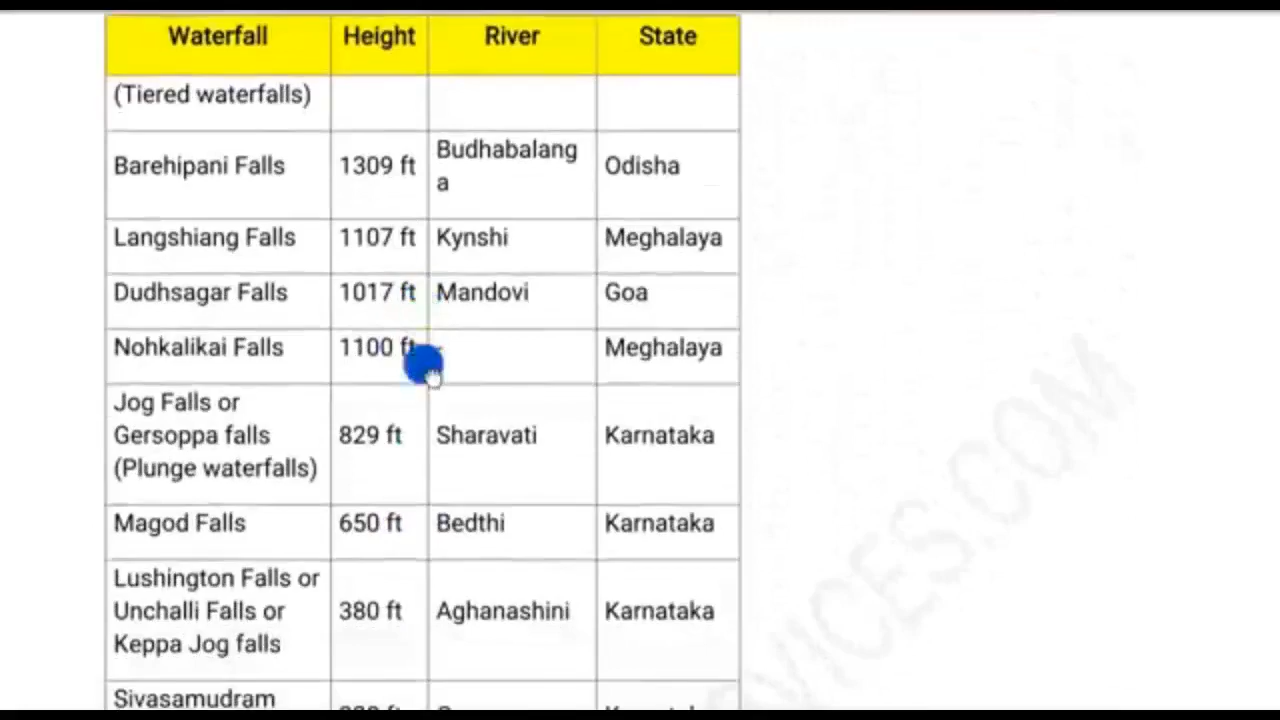 Waterfall Height River State
(Tiered waterfalls)
Barehipani Falls 1309 ft Budhabalang
a Odisha
Langshiang Falls 1107 ft Kynshi Meghalaya
Dudhsagar Falls 1017 ft Mandovi Goa
Nohkalikai Falls 1100 ft Meghalaya
Jog Falls or
Gersoppa falls
(Plunge waterfalls) 829 ft Sharavati Karnataka
Magod Falls 650 ft Bedthi Karnataka
Lushington Falls or
Unchalli Falls or
Keppa Jog falls 380 ft Aghanashini Karnataka
Sivasamudram